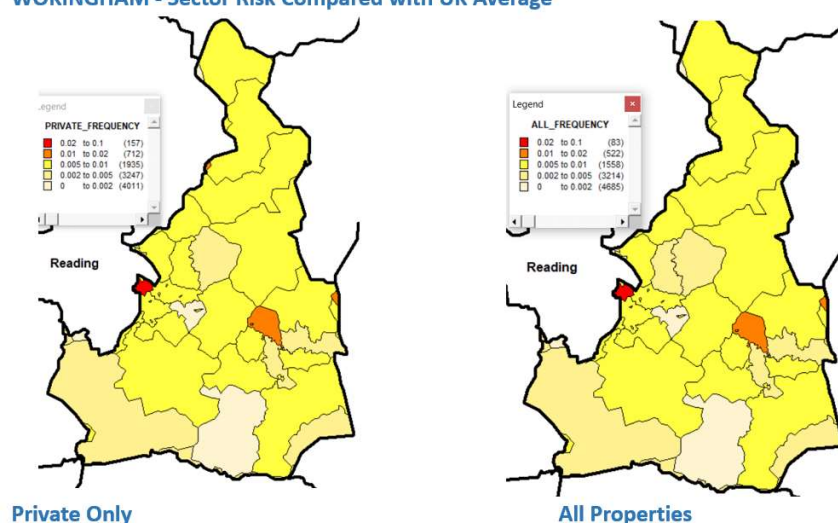 WOKINGHAM - Sector Risk Compared with UK Average
Legend
PRIVATE_FREQUENCY
0.02 to 0.1 (157)
0.01 to 0.02 (712)
0.005 to 0.01 (1935)
0.002 to 0.005 (3247)
0 to 0.002 (4011)
Reading
Legend
ALL_FREQUENCY
0.02 to 0.1 (83)
0.01 to 0.02 (522)
0.005 to 0.01 (1558)
0.002 to 0.005 (3214)
0 to 0.002 (4685)
Reading
Private Only
All Properties